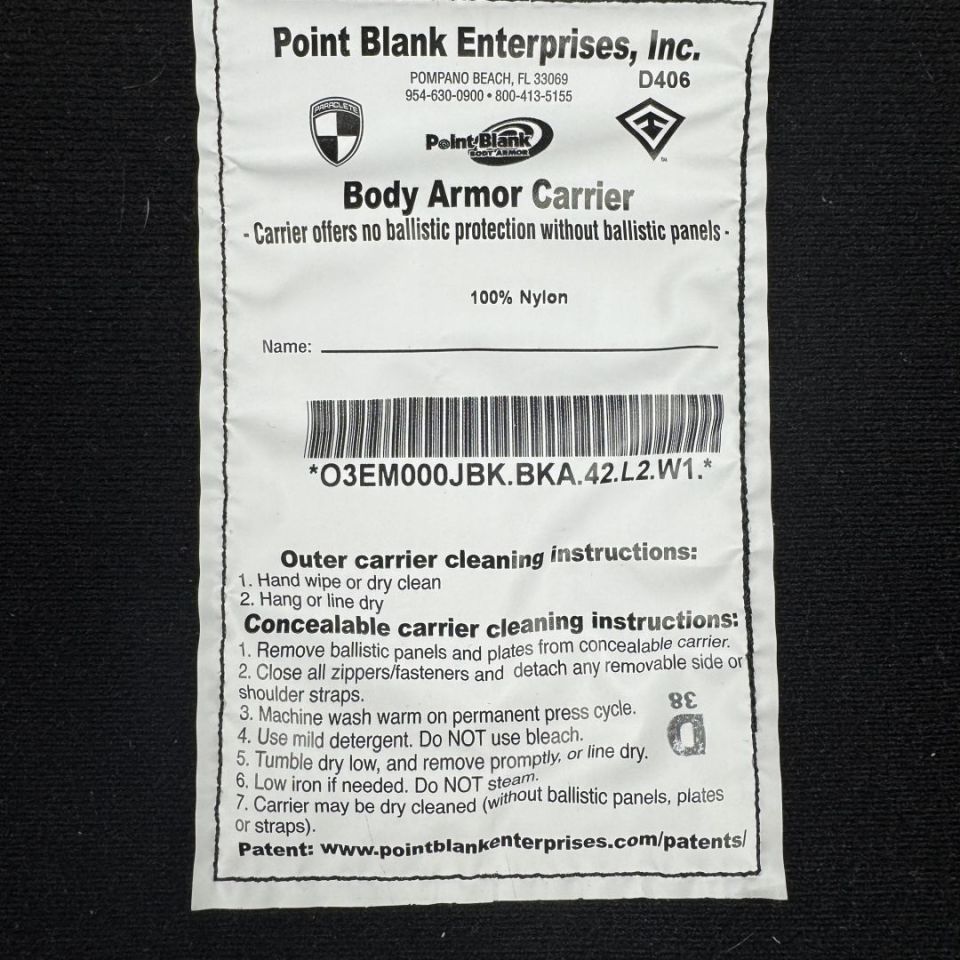 Point Blank Enterprises, Inc.
POMPANO BEACH, FL 33069 D406
954-630-0900 • 800-413-5155
PARACLETE
Point Blank
BODY ARMOR
Body Armor Carrier
- Carrier offers no ballistic protection without ballistic panels -
100% Nylon
Name:
*O3EM000JBK.BKA.42.L2.W1.*
Outer carrier cleaning instructions:
1. Hand wipe or dry clean
2. Hang or line dry
Concealable carrier cleaning instructions:
1. Remove ballistic panels and plates from concealable carrier.
2. Close all zippers/fasteners and detach any removable side or
shoulder straps.
3. Machine wash warm on permanent press cycle.
4. Use mild detergent. Do NOT use bleach.
5. Tumble dry low, and remove promptly, or line dry.
6. Low iron if needed. Do NOT steam.
7. Carrier may be dry cleaned (without ballistic panels, plates
or straps).
Patent: www.pointblankenterprises.com/patents/
38
D